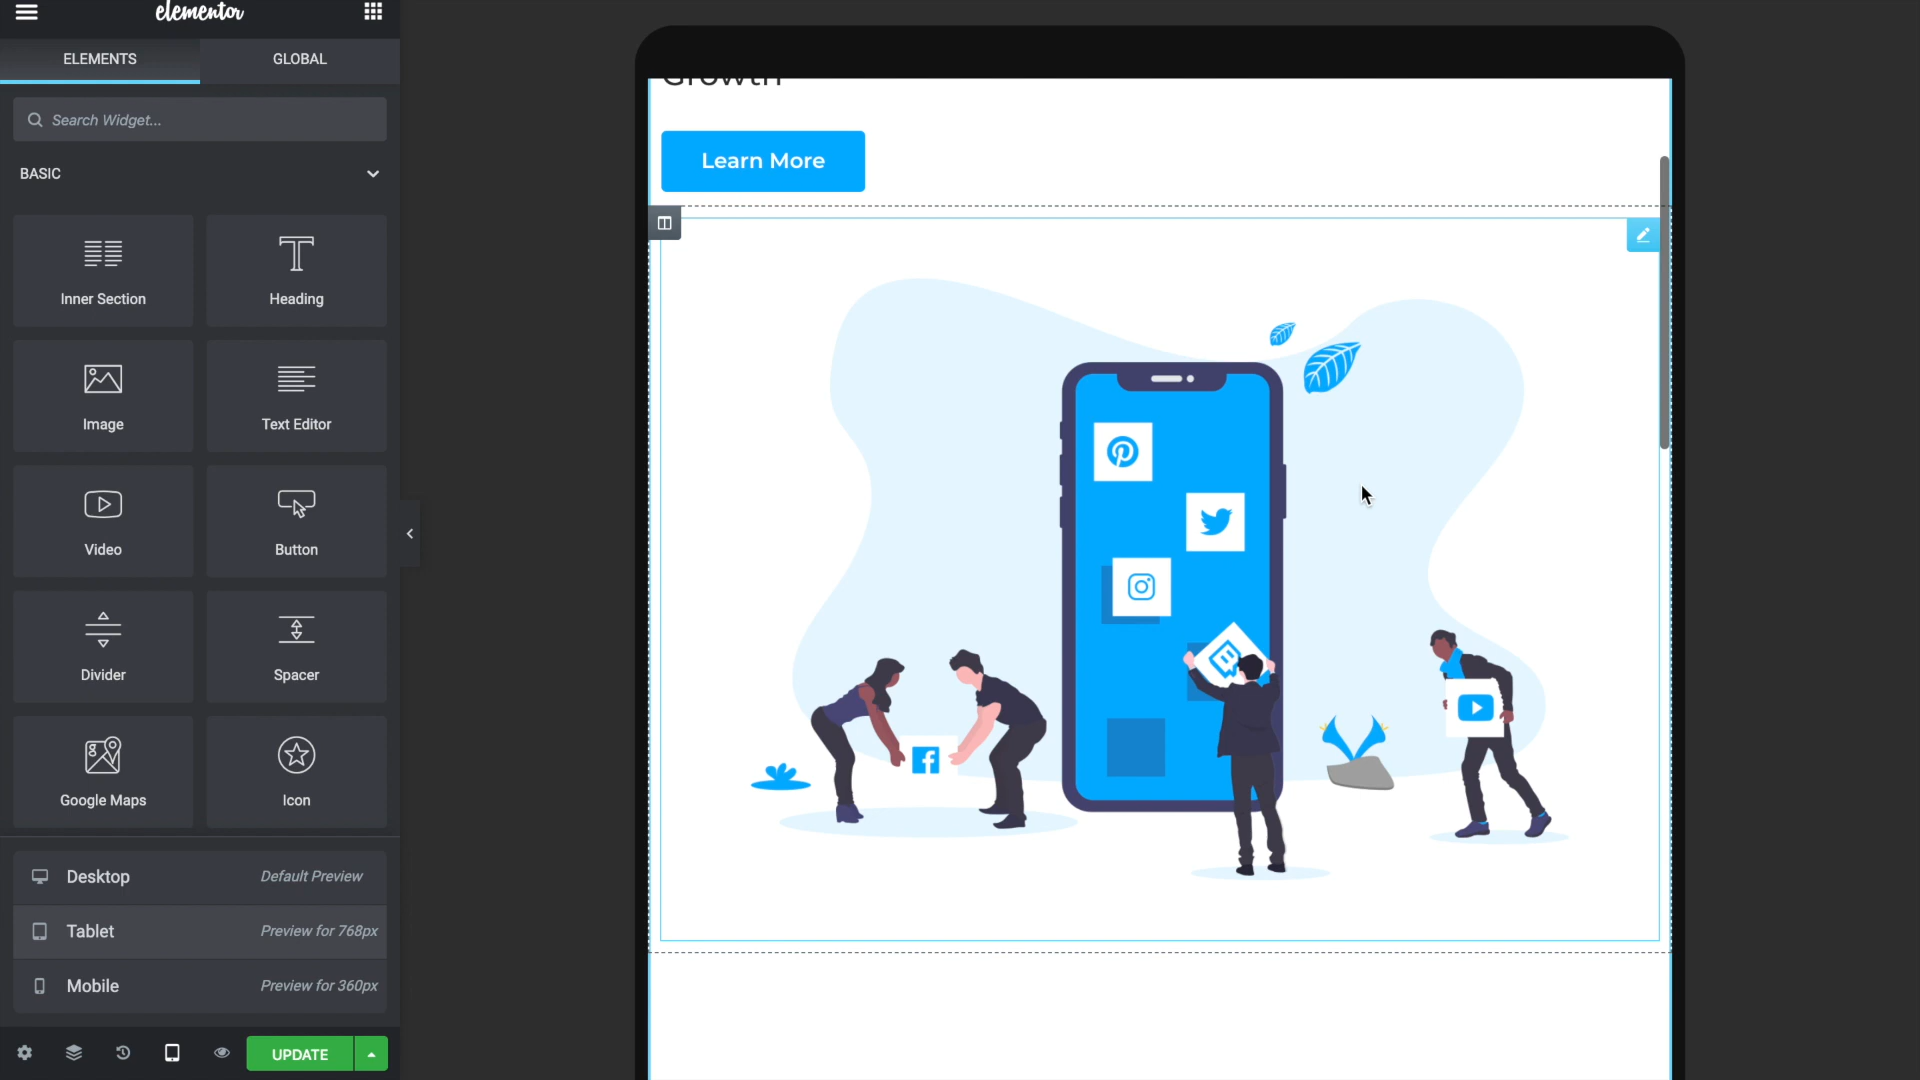 elementor
ELEMENTS
GLOBAL
Search Widget...
BASIC
Inner Section
Heading
Image
Text Editor
Video
Button
Divider
Spacer
Google Maps
Icon
Desktop
Default Preview
Tablet
Preview for 768px
Mobile
Preview for 360px
UPDATE
Growth
Learn More